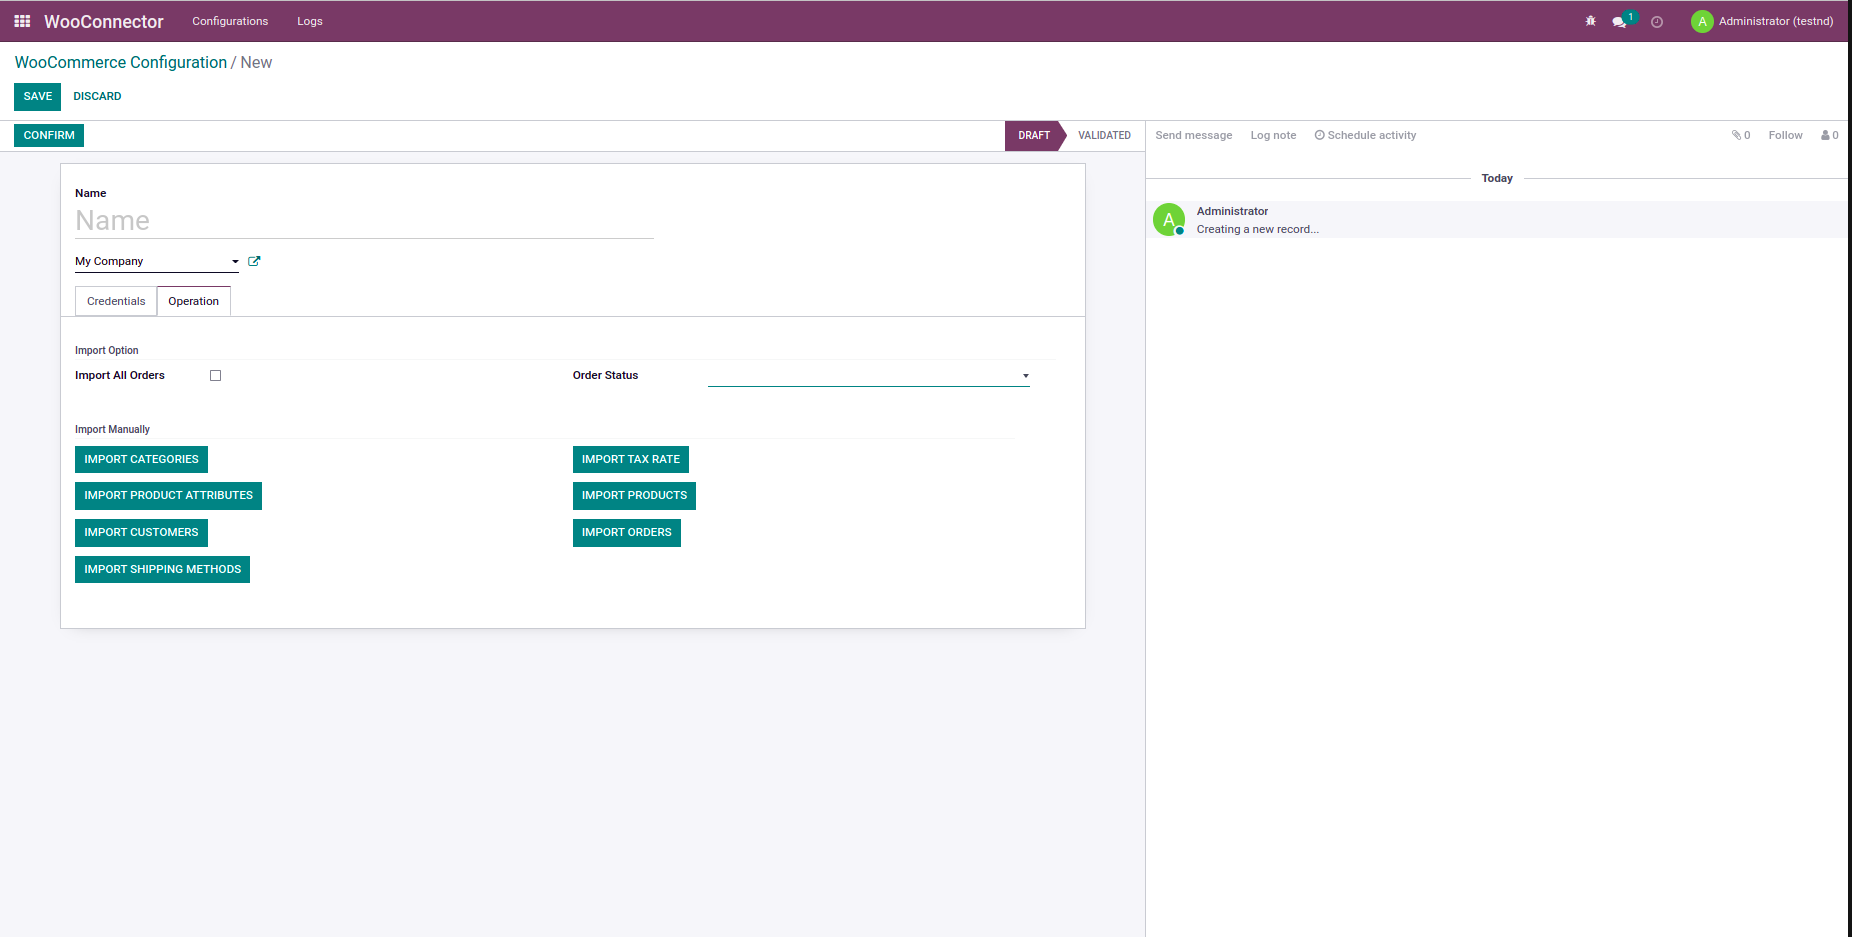 WooConnector Configurations Logs 1 A Administrator (testnd)
WooCommerce Configuration / New
SAVE DISCARD
CONFIRM DRAFT VALIDATED Send message Log note Schedule activity 0 Follow 0
Today
Name
Name
A Administrator
Creating a new record...
My Company
Credentials Operation
Import Option
Import All Orders Order Status
Import Manually
IMPORT CATEGORIES IMPORT TAX RATE
IMPORT PRODUCT ATTRIBUTES IMPORT PRODUCTS
IMPORT CUSTOMERS IMPORT ORDERS
IMPORT SHIPPING METHODS